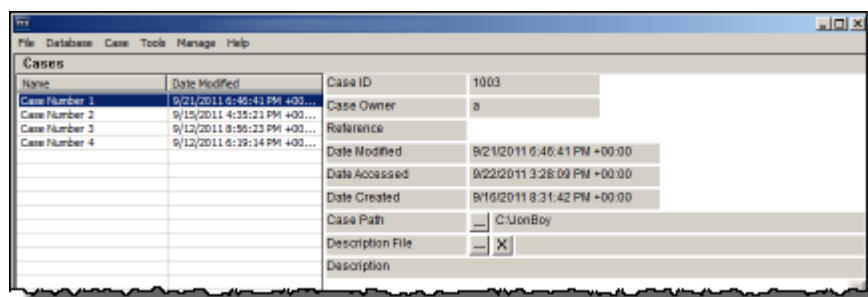 File Database Case Tools Manage Help
Cases
Name Date Modified
Case Number 1 9/21/2011 6:46:41 PM +00...
Case Number 2 9/15/2011 4:35:21 PM +00...
Case Number 3 9/12/2011 8:56:23 PM +00...
Case Number 4 9/12/2011 6:19:14 PM +00...
Case ID 1003
Case Owner a
Reference
Date Modified 9/21/2011 6:46:41 PM +00:00
Date Accessed 9/22/2011 3:28:09 PM +00:00
Date Created 9/16/2011 8:31:42 PM +00:00
Case Path ... C:\JonBoy
Description File ... X
Description